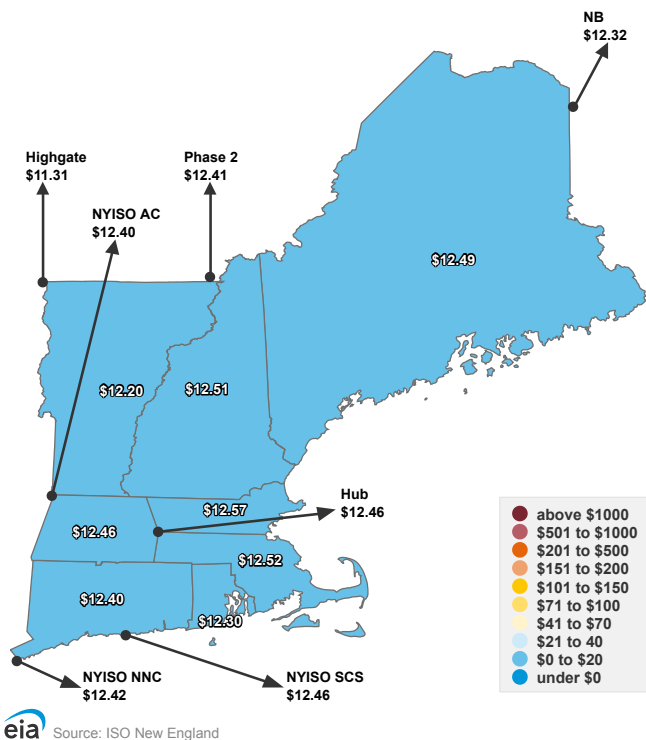 NB
$12.32
Highgate
$11.31
Phase 2
$12.41
NYISO AC
$12.40
$12.49
$12.20
$12.51
Hub
$12.46
$12.57
$12.46
$12.52
$12.40
$12.30
NYISO NNC
$12.42
NYISO SCS
$12.46
above $1000
$501 to $1000
$201 to $500
$151 to $200
$101 to $150
$71 to $100
$41 to $70
$21 to 40
$0 to $20
under $0
eia Source: ISO New England